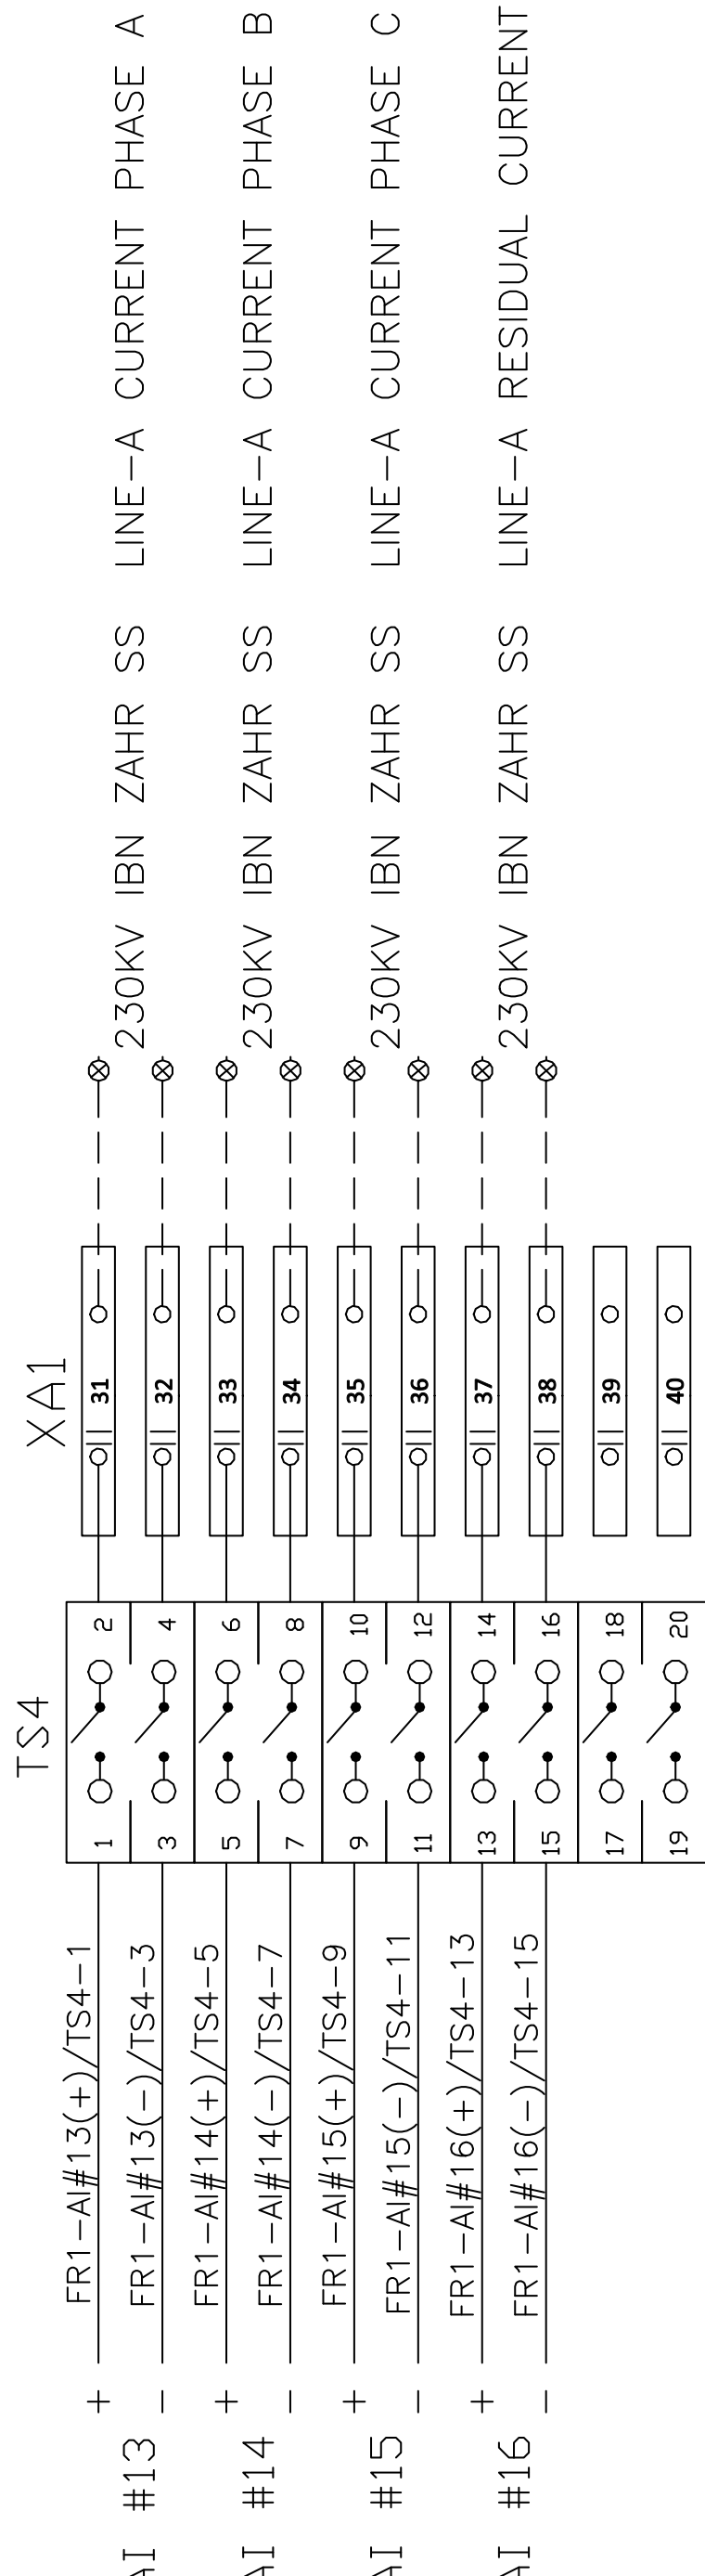 XA1
TS4
230KV IBN ZAHR SS LINE-A CURRENT PHASE A
230KV IBN ZAHR SS LINE-A CURRENT PHASE B
230KV IBN ZAHR SS LINE-A CURRENT PHASE C
230KV IBN ZAHR SS LINE-A RESIDUAL CURRENT
31
32
33
34
35
36
37
38
39
40
1 2
3 4
5 6
7 8
9 10
11 12
13 14
15 16
17 18
19 20
FR1-AI#13(+)/TS4-1
FR1-AI#13(-)/TS4-3
FR1-AI#14(+)/TS4-5
FR1-AI#14(-)/TS4-7
FR1-AI#15(+)/TS4-9
FR1-AI#15(-)/TS4-11
FR1-AI#16(+)/TS4-13
FR1-AI#16(-)/TS4-15
+
-
+
-
+
-
+
-
AI #13
AI #14
AI #15
AI #16